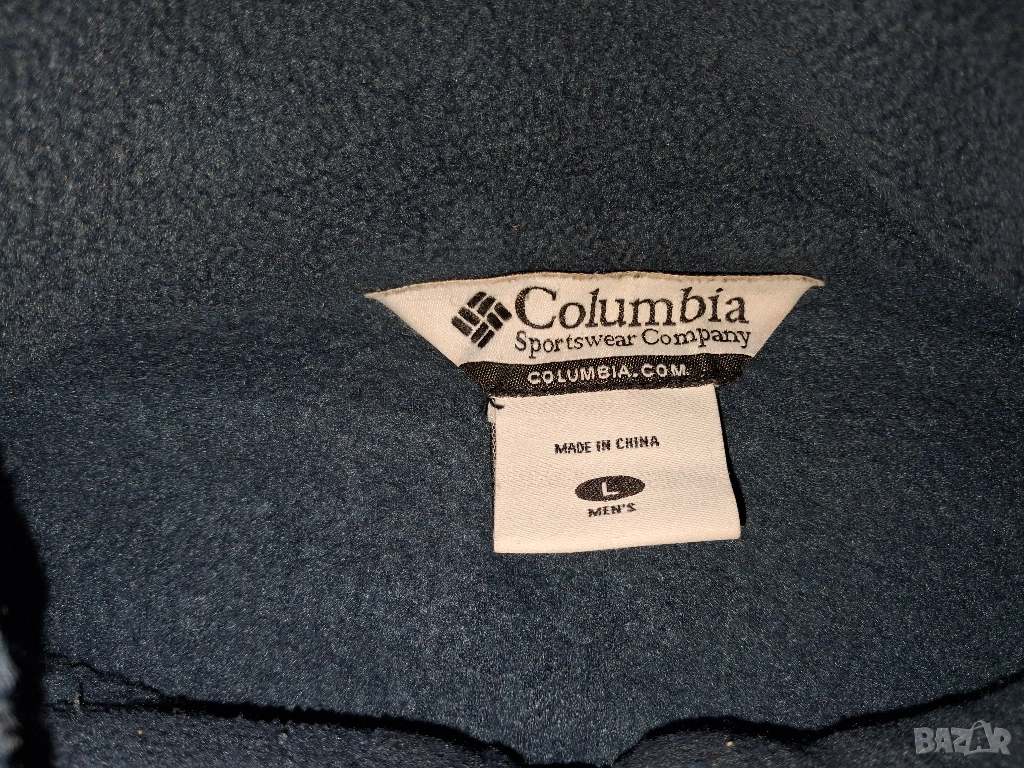 Columbia
Sportswear Company
COLUMBIA.COM
MADE IN CHINA
L
MEN'S
BAZAR